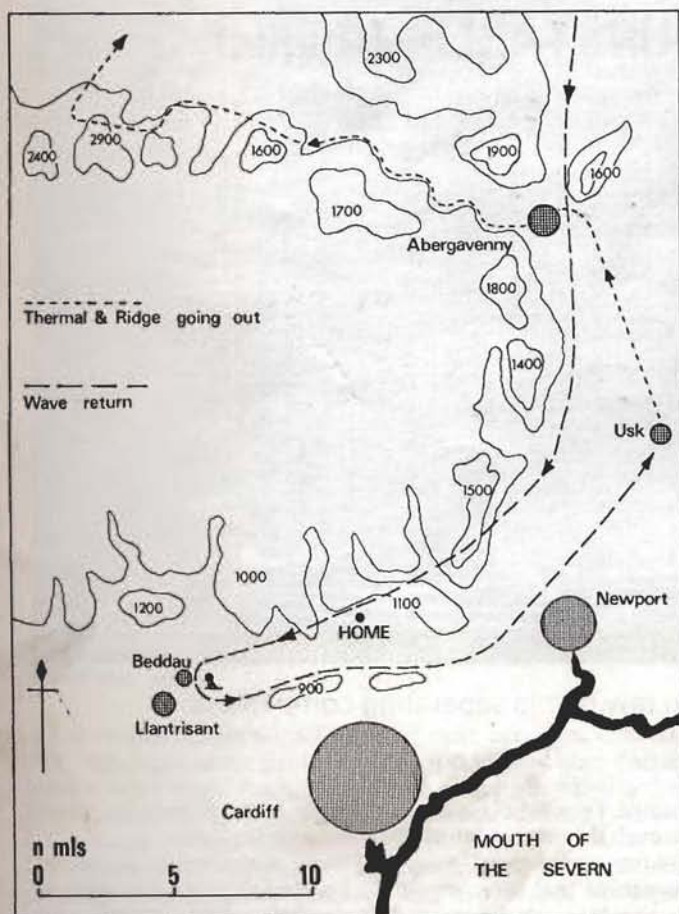 2300
2400
2900
1600
1900
1600
1700
Abergavenny
1800
Thermal & Ridge going out
1400
Wave return
Usk
1500
1000
1200
1100
HOME
Newport
Beddau
900
Llantrisant
Cardiff
MOUTH OF
THE SEVERN
n mls
0 5 10